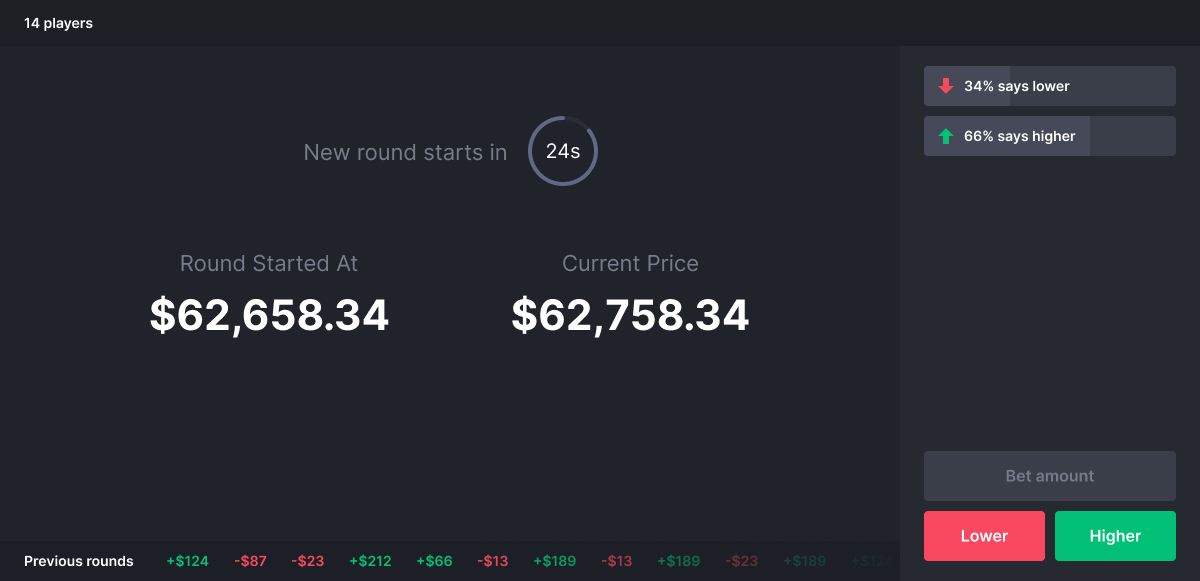 14 players
New round starts in 24s
Round Started At
$62,658.34
Current Price
$62,758.34
34% says lower
66% says higher
Bet amount
Lower Higher
Previous rounds +$124 -$87 -$23 +$212 +$66 -$13 +$189 -$13 +$189 -$23 +$189